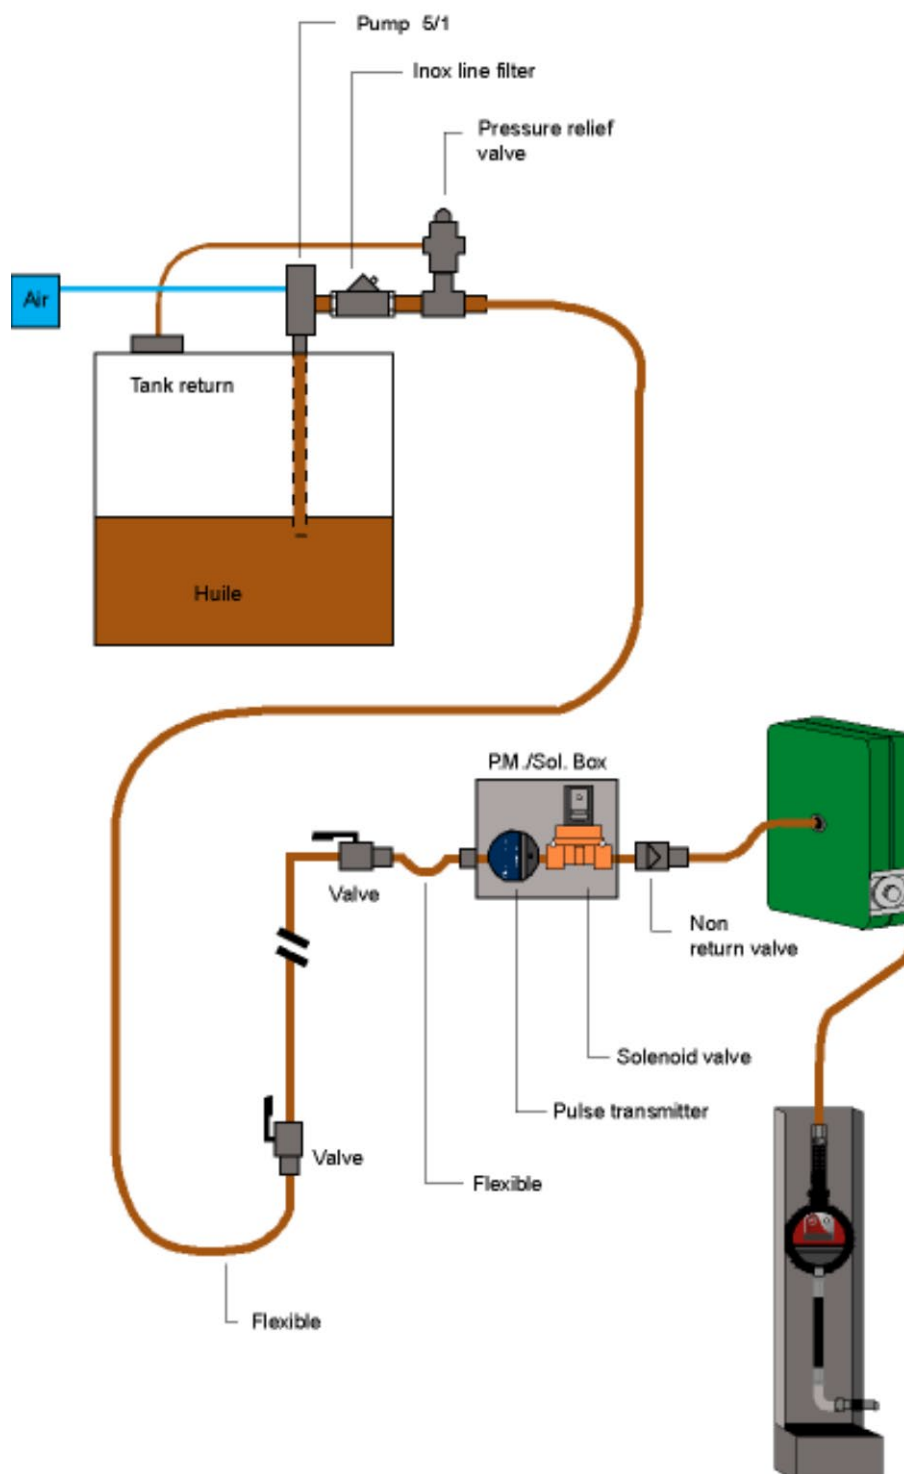 Pump 5/1
Inox line filter
Pressure relief
valve
Air
Tank return
Huile
P.M./Sol. Box
Valve
Non
return valve
Solenoid valve
Pulse transmitter
Valve
Flexible
Flexible